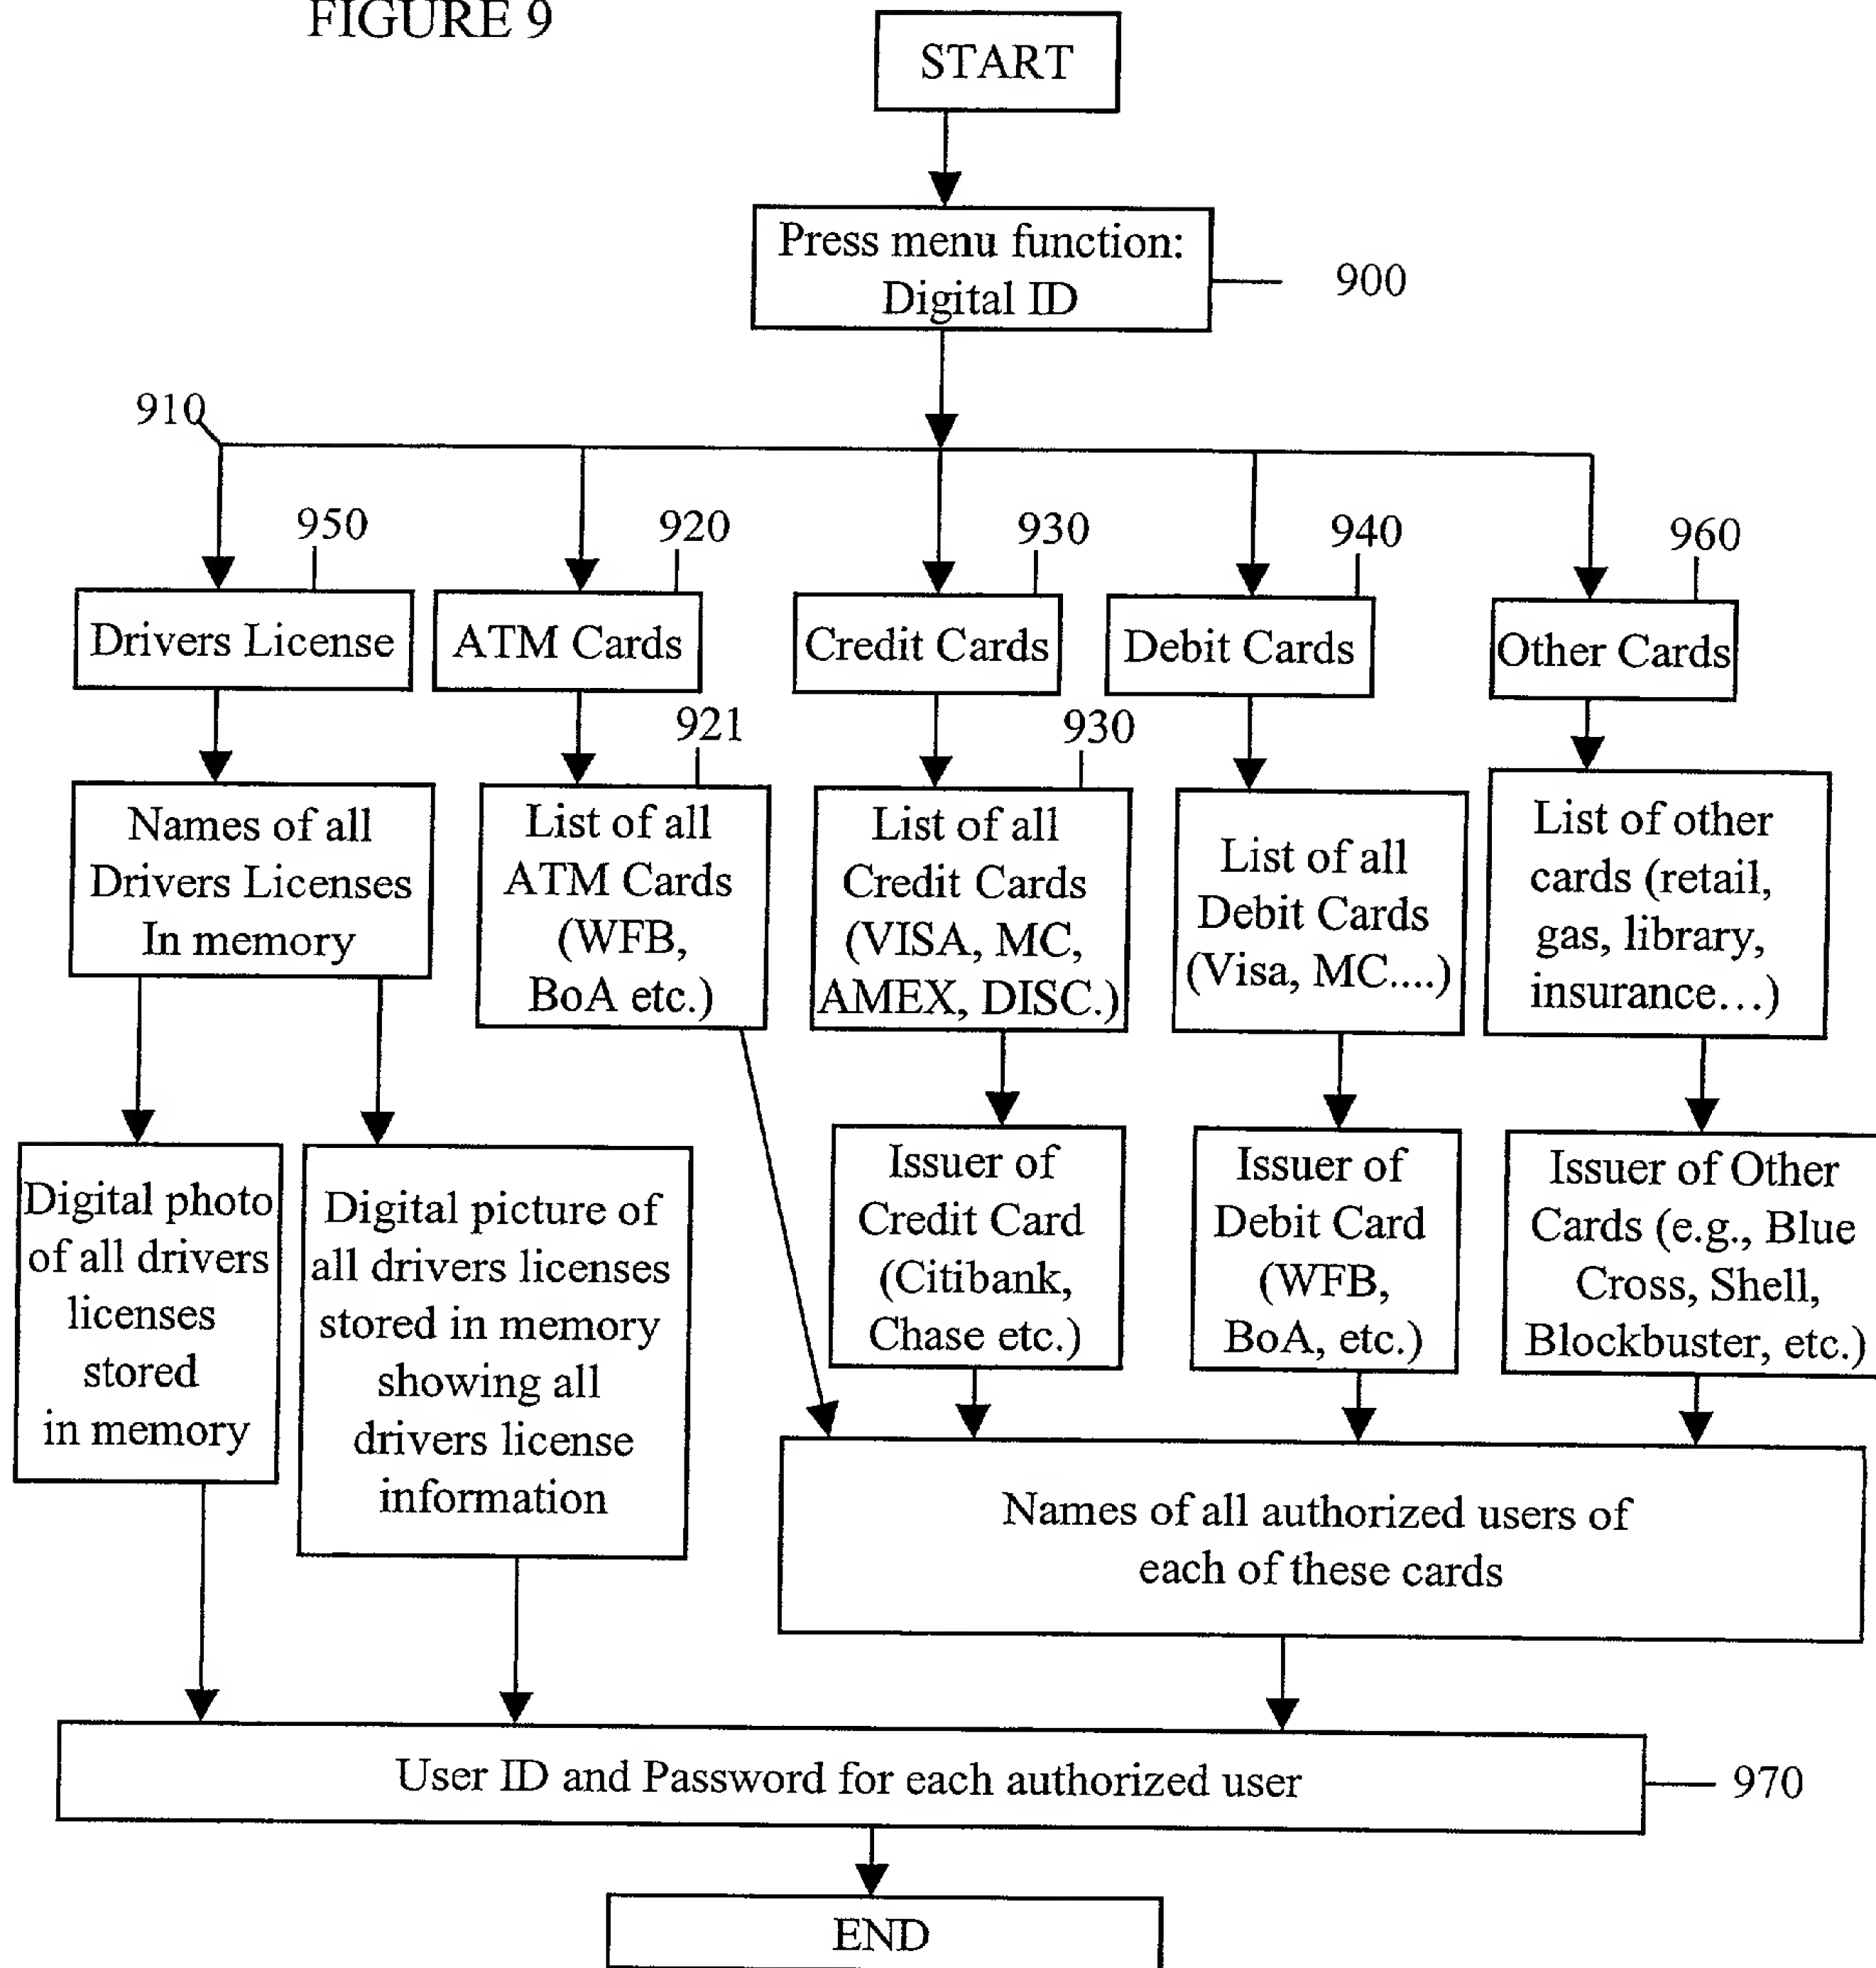 FIGURE 9
START
Press menu function:
Digital ID
900
910
950
920
930
940
960
Drivers License
ATM Cards
Credit Cards
Debit Cards
Other Cards
921
930
Names of all
Drivers Licenses
In memory
List of all
ATM Cards
(WFB,
BoA etc.)
List of all
Credit Cards
(VISA, MC,
AMEX, DISC.)
List of all
Debit Cards
(Visa, MC....)
List of other
cards (retail,
gas, library,
insurance…)
Digital photo
of all drivers
licenses
stored
in memory
Digital picture of
all drivers licenses
stored in memory
showing all
drivers license
information
Issuer of
Credit Card
(Citibank,
Chase etc.)
Issuer of
Debit Card
(WFB,
BoA, etc.)
Issuer of Other
Cards (e.g., Blue
Cross, Shell,
Blockbuster, etc.)
Names of all authorized users of
each of these cards
User ID and Password for each authorized user
970
END